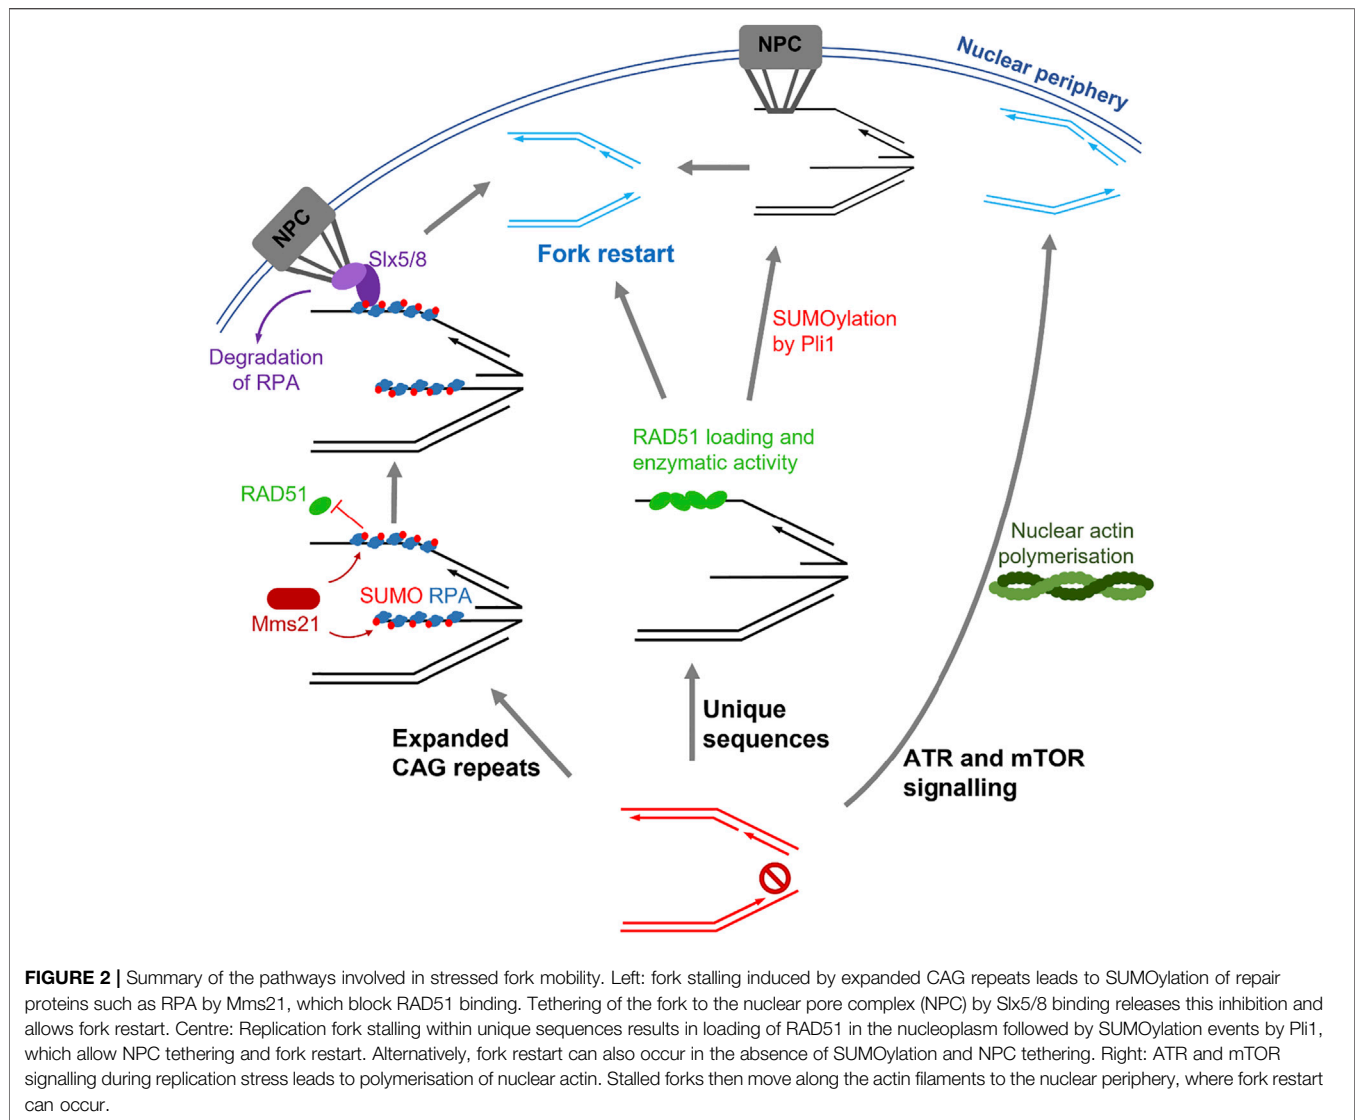 NPC
Nuclear periphery
NPC
Slx5/8
Fork restart
SUMOylation
by Pli1
Degradation
of RPA
RAD51 loading and
enzymatic activity
RAD51
Nuclear actin
polymerisation
SUMO RPA
Mms21
Unique
sequences
Expanded
CAG repeats
ATR and mTOR
signalling
FIGURE 2 | Summary of the pathways involved in stressed fork mobility. Left: fork stalling induced by expanded CAG repeats leads to SUMOylation of repair
proteins such as RPA by Mms21, which block RAD51 binding. Tethering of the fork to the nuclear pore complex (NPC) by Slx5/8 binding releases this inhibition and
allows fork restart. Centre: Replication fork stalling within unique sequences results in loading of RAD51 in the nucleoplasm followed by SUMOylation events by Pli1,
which allow NPC tethering and fork restart. Alternatively, fork restart can also occur in the absence of SUMOylation and NPC tethering. Right: ATR and mTOR
signalling during replication stress leads to polymerisation of nuclear actin. Stalled forks then move along the actin filaments to the nuclear periphery, where fork restart
can occur.